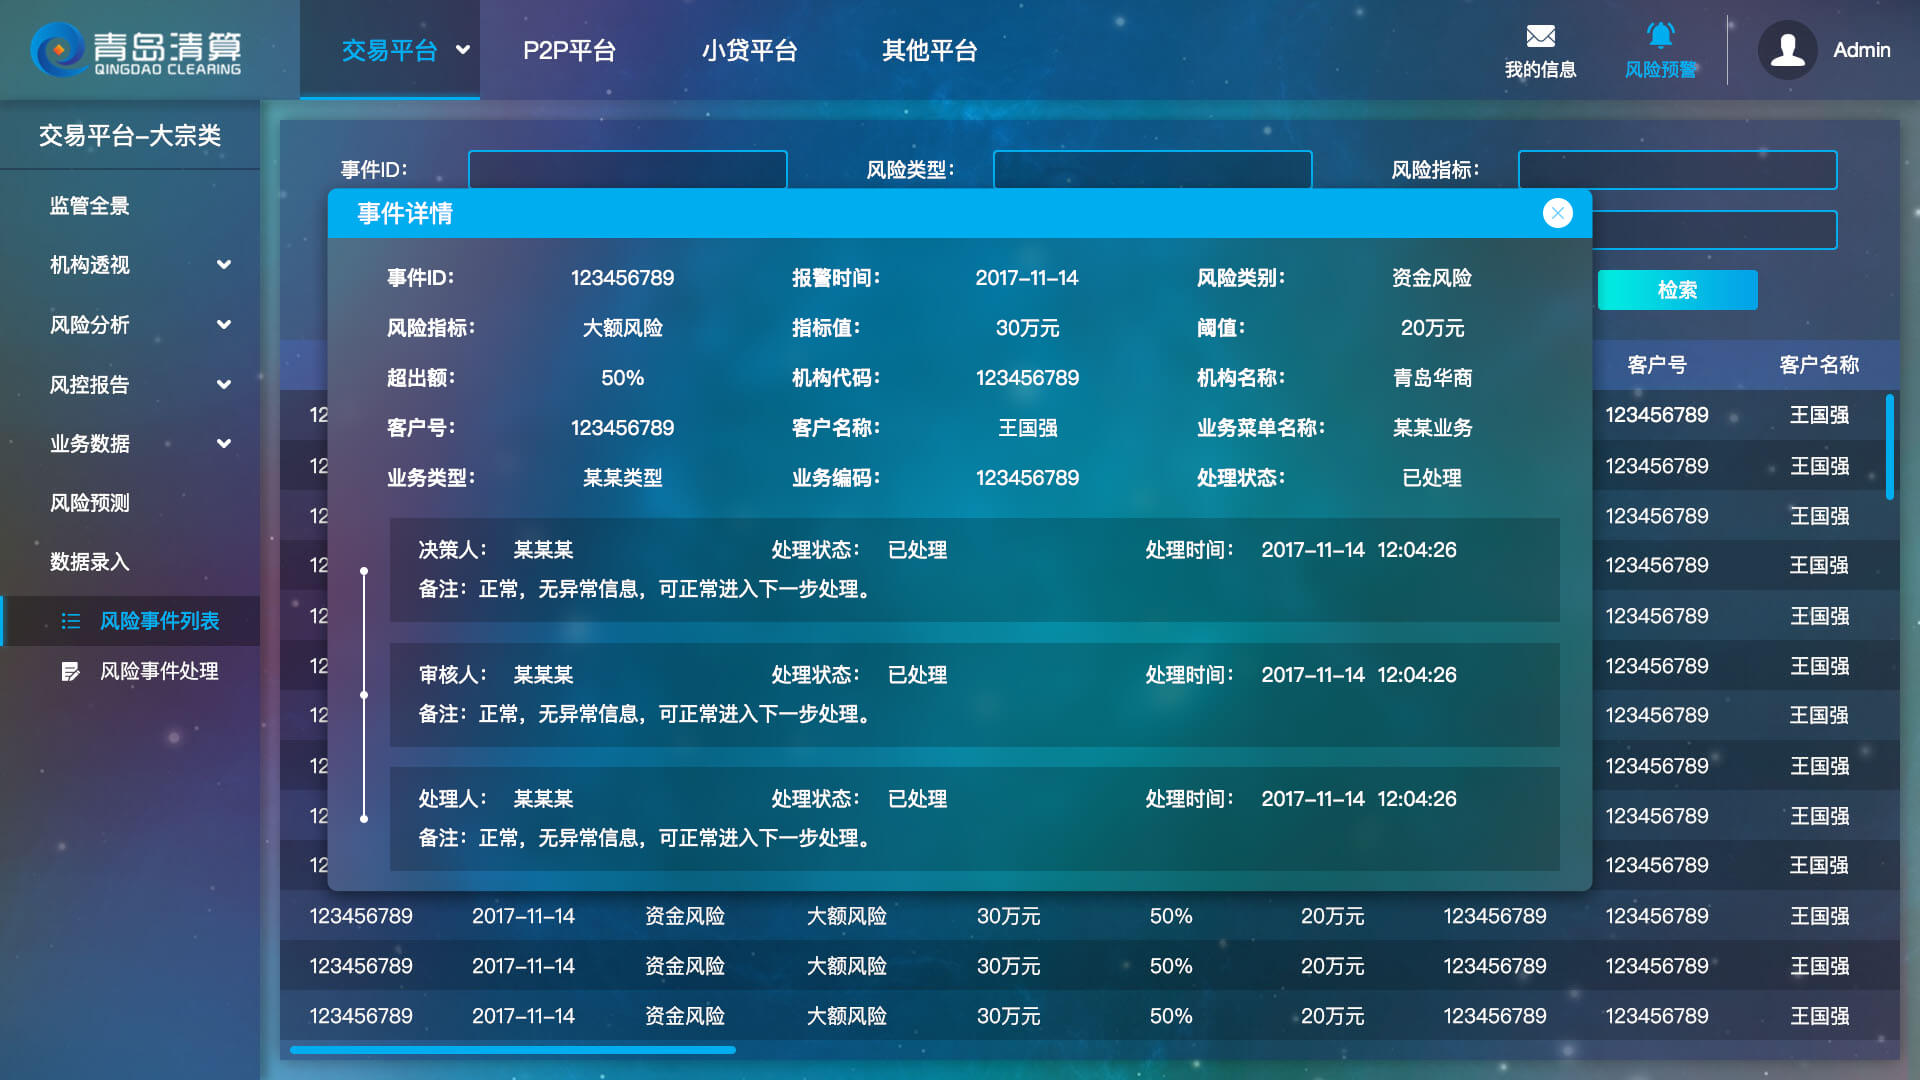 青岛清算
QINGDAO CLEARING
交易平台 P2P平台 小贷平台 其他平台
我的信息 风险预警 Admin
交易平台–大宗类
监管全景
机构透视
风险分析
风控报告
业务数据
风险预测
数据录入
风险事件列表
风险事件处理
事件ID： 风险类型： 风险指标：
检索
事件详情
事件ID： 123456789 报警时间： 2017–11–14 风险类别： 资金风险
风险指标： 大额风险 指标值： 30万元 阈值： 20万元
超出额： 50% 机构代码： 123456789 机构名称： 青岛华商
客户号： 123456789 客户名称： 王国强 业务菜单名称： 某某业务
业务类型： 某某类型 业务编码： 123456789 处理状态： 已处理
决策人： 某某某 处理状态： 已处理 处理时间： 2017–11–14 12:04:26
备注：正常，无异常信息，可正常进入下一步处理。
审核人： 某某某 处理状态： 已处理 处理时间： 2017–11–14 12:04:26
备注：正常，无异常信息，可正常进入下一步处理。
处理人： 某某某 处理状态： 已处理 处理时间： 2017–11–14 12:04:26
备注：正常，无异常信息，可正常进入下一步处理。
客户号 客户名称
12 123456789 王国强
12 123456789 王国强
12 123456789 王国强
12 123456789 王国强
12 123456789 王国强
12 123456789 王国强
12 123456789 王国强
12 123456789 王国强
12 123456789 王国强
12 123456789 王国强
123456789 2017–11–14 资金风险 大额风险 30万元 50% 20万元 123456789 123456789 王国强
123456789 2017–11–14 资金风险 大额风险 30万元 50% 20万元 123456789 123456789 王国强
123456789 2017–11–14 资金风险 大额风险 30万元 50% 20万元 123456789 123456789 王国强